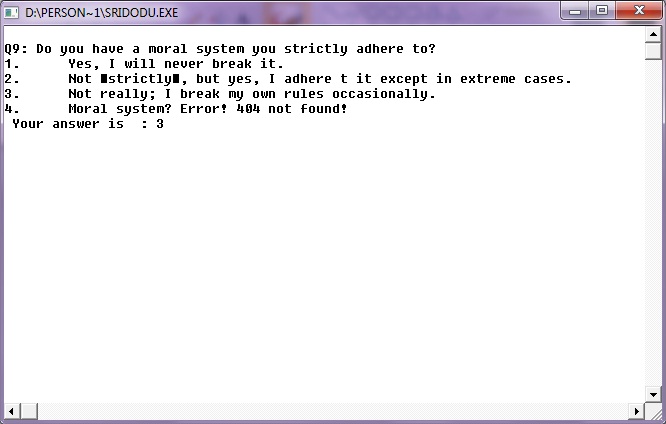 D:\PERSON~1\SRIDODU.EXE
Q9: Do you have a moral system you strictly adhere to?
1. Yes, I will never break it.
2. Not ■strictly■, but yes, I adhere t it except in extreme cases.
3. Not really; I break my own rules occasionally.
4. Moral system? Error! 404 not found!
Your answer is : 3